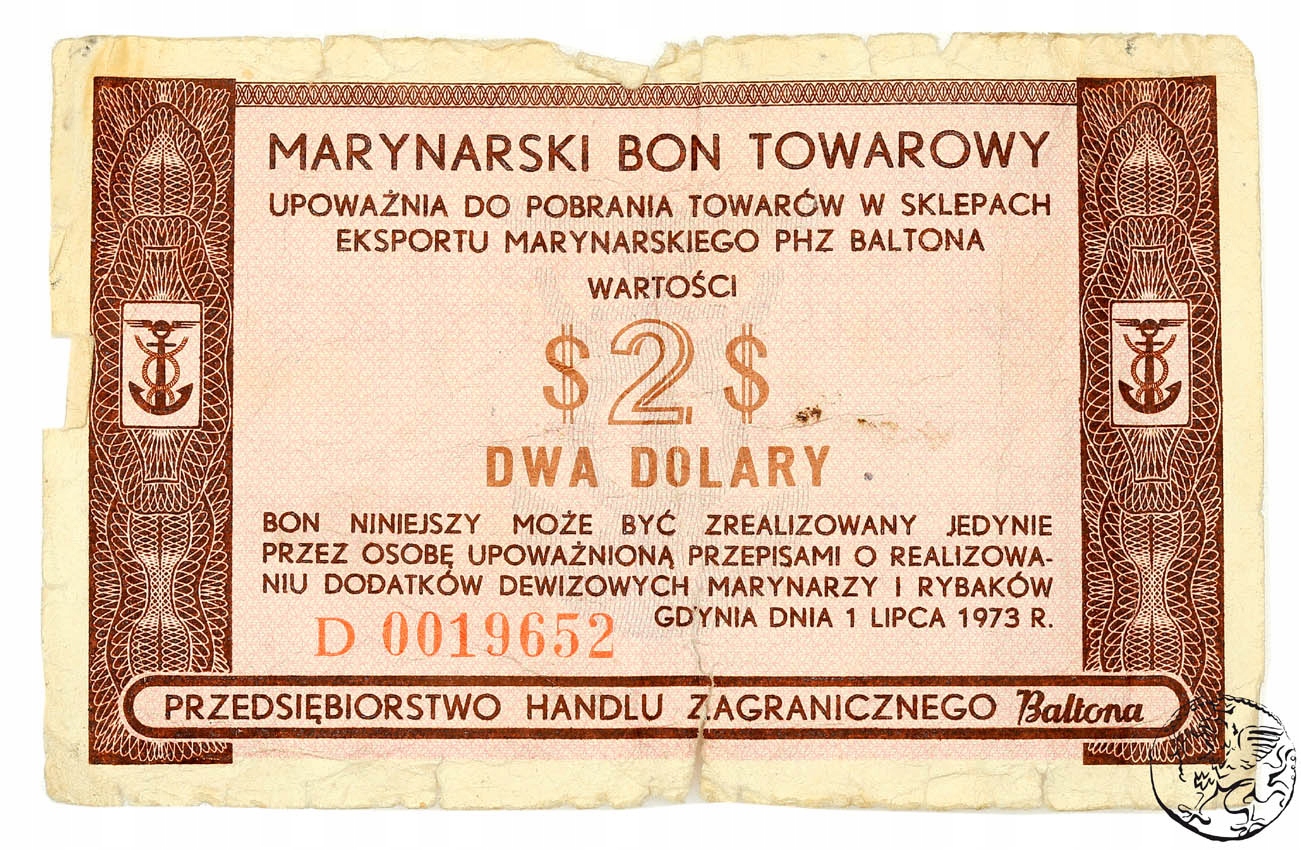 MARYNARSKI BON TOWAROWY
UPOWAŻNIA DO POBRANIA TOWARÓW W SKLEPACH
EKSPORTU MARYNARSKIEGO PHZ BALTONA
WARTOŚCI
$ 2 $
DWA DOLARY
BON NINIEJSZY MOŻE BYĆ ZREALIZOWANY JEDYNIE
PRZEZ OSOBĘ UPOWAŻNIONĄ PRZEPISAMI O REALIZOWA-
NIU DODATKÓW DEWIZOWYCH MARYNARZY I RYBAKÓW
GDYNIA DNIA 1 LIPCA 1973 R.
D 0019652
PRZEDSIĘBIORSTWO HANDLU ZAGRANICZNEGO Baltona